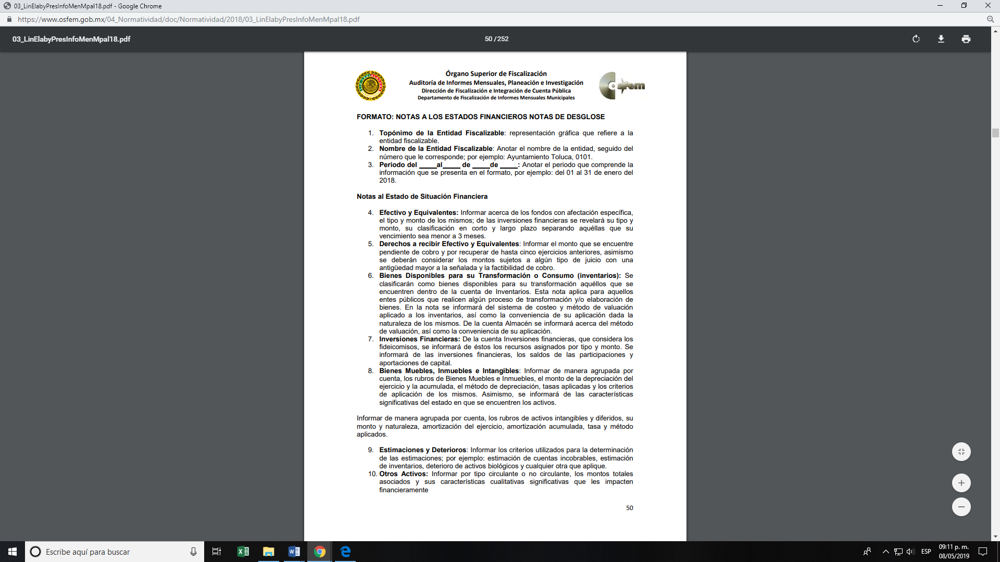 03_LinElabyPresInfoMenMpal18.pdf - Google Chrome
https://www.osfem.gob.mx/04_Normatividad/doc/Normatividad/2018/03_LinElabyPresInfoMenMpal18.pdf
03_LinElabyPresInfoMenMpal18.pdf
50 / 252
Órgano Superior de Fiscalización
Auditoría de Informes Mensuales, Planeación e Investigación
Dirección de Fiscalización e Integración de Cuenta Pública
Departamento de Fiscalización de Informes Mensuales Municipales
osfem
FORMATO: NOTAS A LOS ESTADOS FINANCIEROS NOTAS DE DESGLOSE
1. Topónimo de la Entidad Fiscalizable: representación gráfica que refiere a la
entidad fiscalizable.
2. Nombre de la Entidad Fiscalizable: Anotar el nombre de la entidad, seguido del
número que le corresponde; por ejemplo: Ayuntamiento Toluca, 0101.
3. Periodo del _____al_____ de _____de _____: Anotar el periodo que comprende la
información que se presenta en el formato, por ejemplo: del 01 al 31 de enero del
2018.
Notas al Estado de Situación Financiera
4. Efectivo y Equivalentes: Informar acerca de los fondos con afectación específica,
el tipo y monto de los mismos; de las inversiones financieras se revelará su tipo y
monto, su clasificación en corto y largo plazo separando aquéllas que su
vencimiento sea menor a 3 meses.
5. Derechos a recibir Efectivo y Equivalentes: Informar el monto que se encuentre
pendiente de cobro y por recuperar de hasta cinco ejercicios anteriores, asimismo
se deberán considerar los montos sujetos a algún tipo de juicio con una
antigüedad mayor a la señalada y la factibilidad de cobro.
6. Bienes Disponibles para su Transformación o Consumo (inventarios): Se
clasificarán como bienes disponibles para su transformación aquéllos que se
encuentren dentro de la cuenta de Inventarios. Esta nota aplica para aquellos
entes públicos que realicen algún proceso de transformación y/o elaboración de
bienes. En la nota se informará del sistema de costeo y método de valuación
aplicado a los inventarios, así como la conveniencia de su aplicación dada la
naturaleza de los mismos. De la cuenta Almacén se informará acerca del método
de valuación, así como la conveniencia de su aplicación.
7. Inversiones Financieras: De la cuenta Inversiones financieras, que considera los
fideicomisos, se informará de éstos los recursos asignados por tipo y monto. Se
informará de las inversiones financieras, los saldos de las participaciones y
aportaciones de capital.
8. Bienes Muebles, Inmuebles e Intangibles: Informar de manera agrupada por
cuenta, los rubros de Bienes Muebles e Inmuebles, el monto de la depreciación del
ejercicio y la acumulada, el método de depreciación, tasas aplicadas y los criterios
de aplicación de los mismos. Asimismo, se informará de las características
significativas del estado en que se encuentren los activos.
Informar de manera agrupada por cuenta, los rubros de activos intangibles y diferidos, su
monto y naturaleza, amortización del ejercicio, amortización acumulada, tasa y método
aplicados.
9. Estimaciones y Deterioros: Informar los criterios utilizados para la determinación
de las estimaciones; por ejemplo: estimación de cuentas incobrables, estimación
de inventarios, deterioro de activos biológicos y cualquier otra que aplique.
10. Otros Activos: Informar por tipo circulante o no circulante, los montos totales
asociados y sus características cualitativas significativas que les impacten
financieramente
50
Escribe aquí para buscar
ESP
09:11 p. m.
08/05/2019